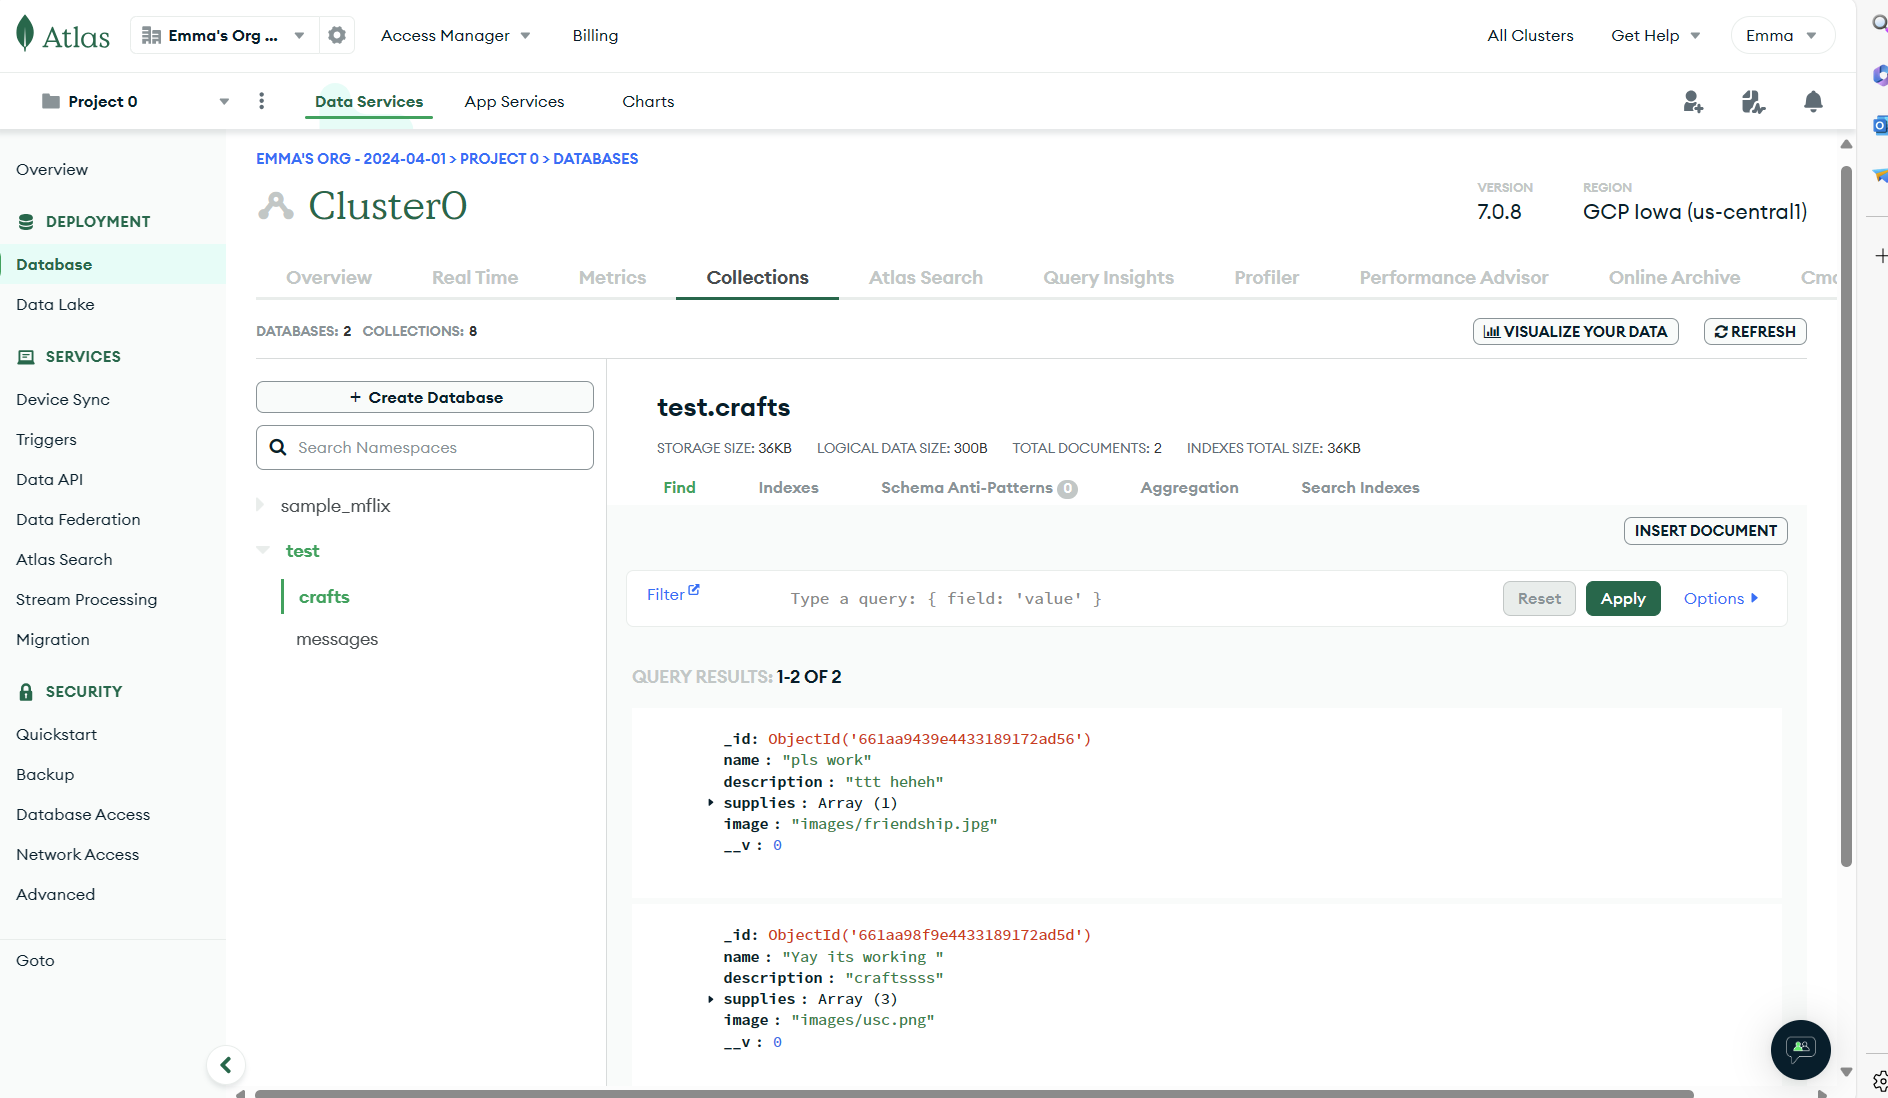 Atlas
Emma's Org ...
Access Manager
Billing
All Clusters
Get Help
Emma
Project 0
Data Services
App Services
Charts
Overview
DEPLOYMENT
Database
Data Lake
SERVICES
Device Sync
Triggers
Data API
Data Federation
Atlas Search
Stream Processing
Migration
SECURITY
Quickstart
Backup
Database Access
Network Access
Advanced
Goto
EMMA'S ORG - 2024-04-01 > PROJECT 0 > DATABASES
Cluster0
VERSION
7.0.8
REGION
GCP Iowa (us-central1)
Overview
Real Time
Metrics
Collections
Atlas Search
Query Insights
Profiler
Performance Advisor
Online Archive
DATABASES: 2 COLLECTIONS: 8
VISUALIZE YOUR DATA
REFRESH
+ Create Database
Search Namespaces
sample_mflix
test
crafts
messages
test.crafts
STORAGE SIZE: 36KB LOGICAL DATA SIZE: 300B TOTAL DOCUMENTS: 2 INDEXES TOTAL SIZE: 36KB
Find
Indexes
Schema Anti-Patterns 0
Aggregation
Search Indexes
INSERT DOCUMENT
Filter
Type a query: { field: 'value' }
Reset
Apply
Options
QUERY RESULTS: 1-2 OF 2
_id: ObjectId('661aa9439e4433189172ad56')
name : "pls work"
description : "ttt heheh"
supplies : Array (1)
image : "images/friendship.jpg"
__v : 0
_id: ObjectId('661aa98f9e4433189172ad5d')
name : "Yay its working "
description : "craftssss"
supplies : Array (3)
image : "images/usc.png"
__v : 0